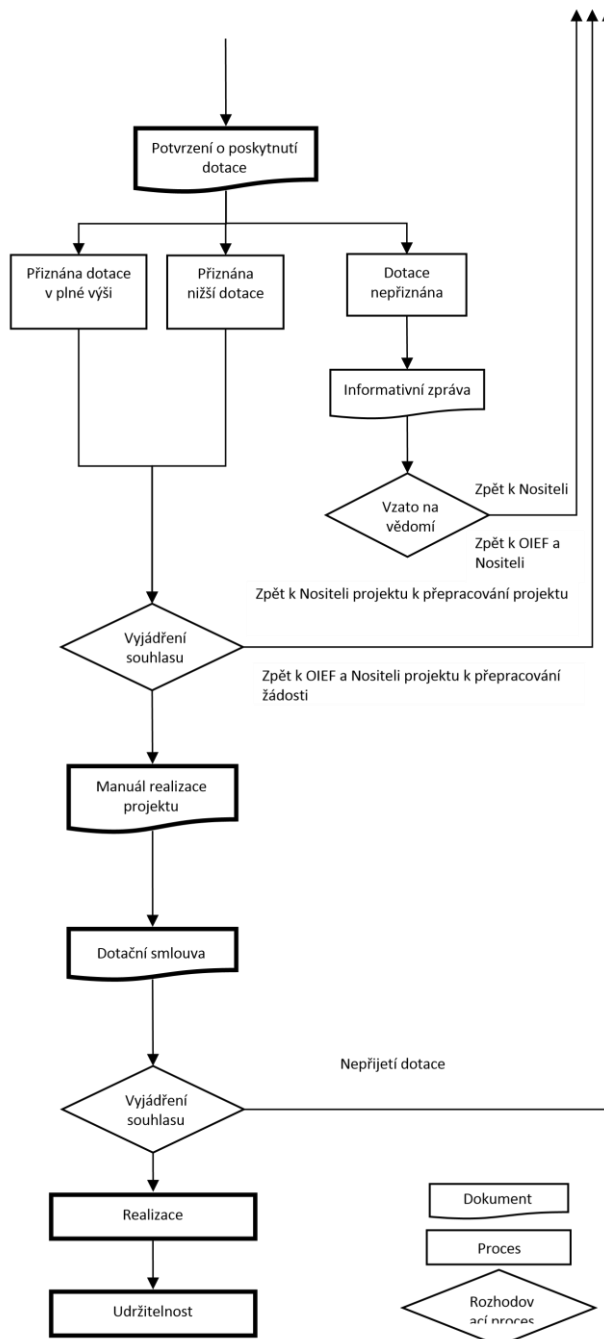 Potvrzení o poskytnutí
dotace
Přiznána dotace
v plné výši
Přiznána
nižší dotace
Dotace
nepřiznána
Informativní zpráva
Vzato na
vědomí
Zpět k Nositeli
Zpět k OIEF a
Nositeli
Zpět k Nositeli projektu k přepracování projektu
Vyjádření
souhlasu
Zpět k OIEF a Nositeli projektu k přepracování
žádosti
Manuál realizace
projektu
Dotační smlouva
Nepřijetí dotace
Vyjádření
souhlasu
Realizace
Udržitelnost
Dokument
Proces
Rozhodov
ací proces